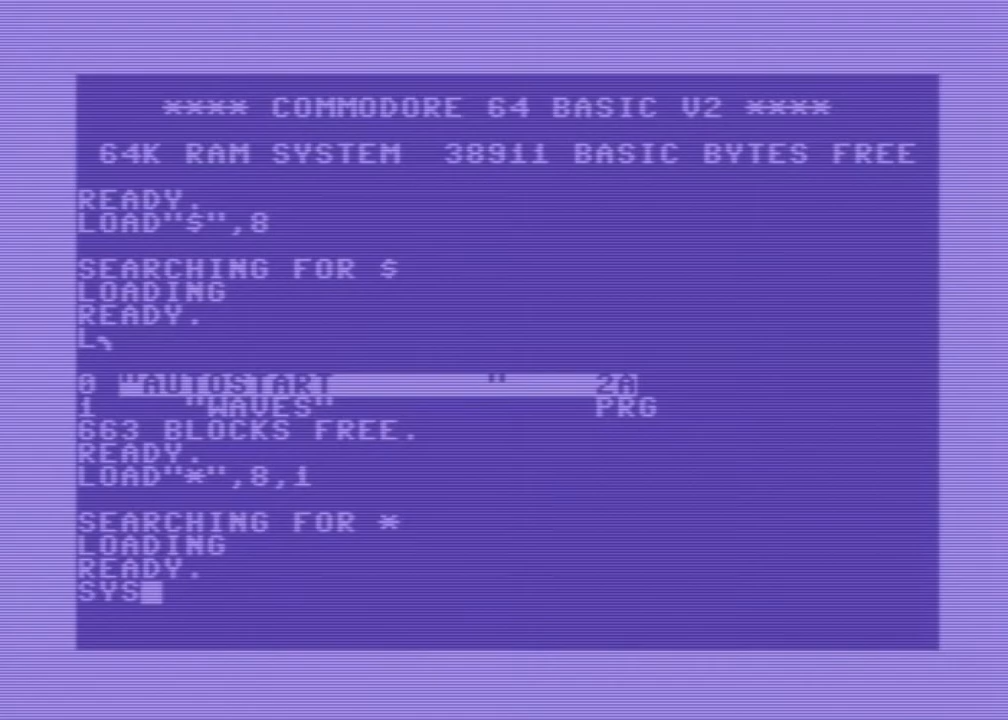 **** COMMODORE 64 BASIC V2 ****
64K RAM SYSTEM  38911 BASIC BYTES FREE
READY.
LOAD"$",8
SEARCHING FOR $
LOADING
READY.
L╮
0 "AUTOSTART       "    2A
1    "WAVES"            PRG
663 BLOCKS FREE.
READY.
LOAD"*",8,1
SEARCHING FOR *
LOADING
READY.
SYS